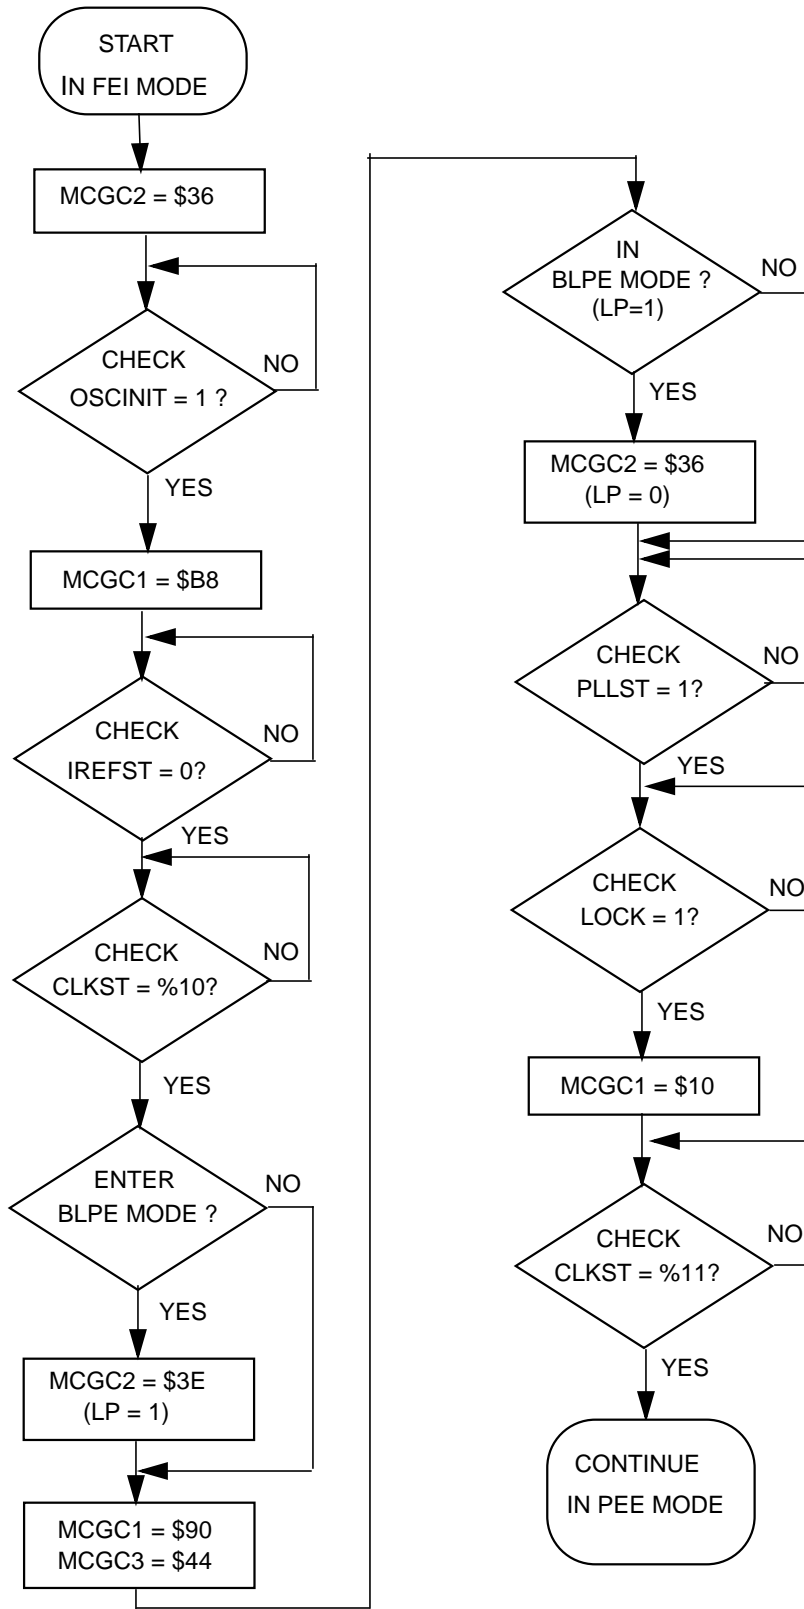 START
IN FEI MODE
MCGC2 = $36
CHECK
OSCINIT = 1 ?
NO
YES
MCGC1 = $B8
CHECK
IREFST = 0?
NO
YES
CHECK
CLKST = %10?
NO
YES
ENTER
BLPE MODE ?
NO
YES
MCGC2 = $3E
(LP = 1)
MCGC1 = $90
MCGC3 = $44
IN
BLPE MODE ?
(LP=1)
NO
YES
MCGC2 = $36
(LP = 0)
CHECK
PLLST = 1?
NO
YES
CHECK
LOCK = 1?
NO
YES
MCGC1 = $10
CHECK
CLKST = %11?
NO
YES
CONTINUE
IN PEE MODE